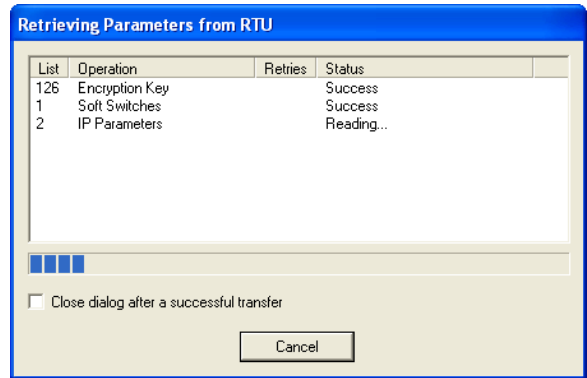 Retrieving Parameters from RTU
List Operation Retries Status
126 Encryption Key Success
1 Soft Switches Success
2 IP Parameters Reading...
Close dialog after a successful transfer
Cancel